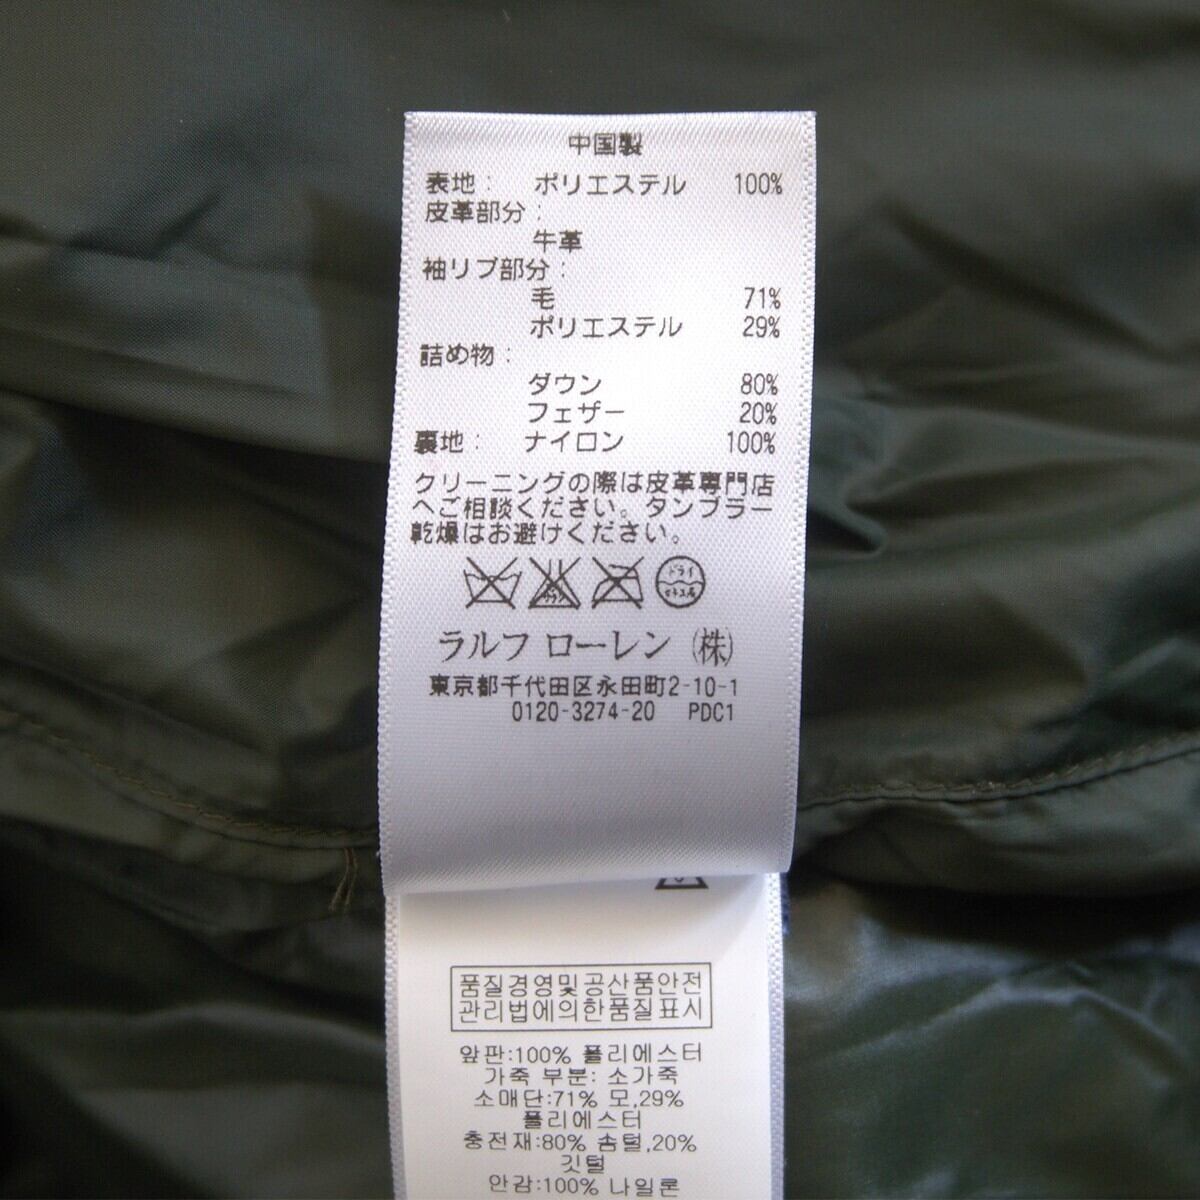 中国製
表地: ポリエステル 100%
皮革部分:
牛革
袖リブ部分:
毛 71%
ポリエステル 29%
詰め物:
ダウン 80%
フェザー 20%
裏地: ナイロン 100%
クリーニングの際は皮革専門店
へご相談ください。タンブラー
乾燥はお避けください。
ドライ
ラルフ ローレン (株)
東京都千代田区永田町2-10-1
0120-3274-20 PDC1
품질경영및공산품안전
관리법에의한품질표시
앞판:100% 폴리에스터
가죽 부분: 소가죽
소매단:71% 모,29%
폴리에스터
충전재:80% 솜털,20%
깃털
안감:100% 나일론